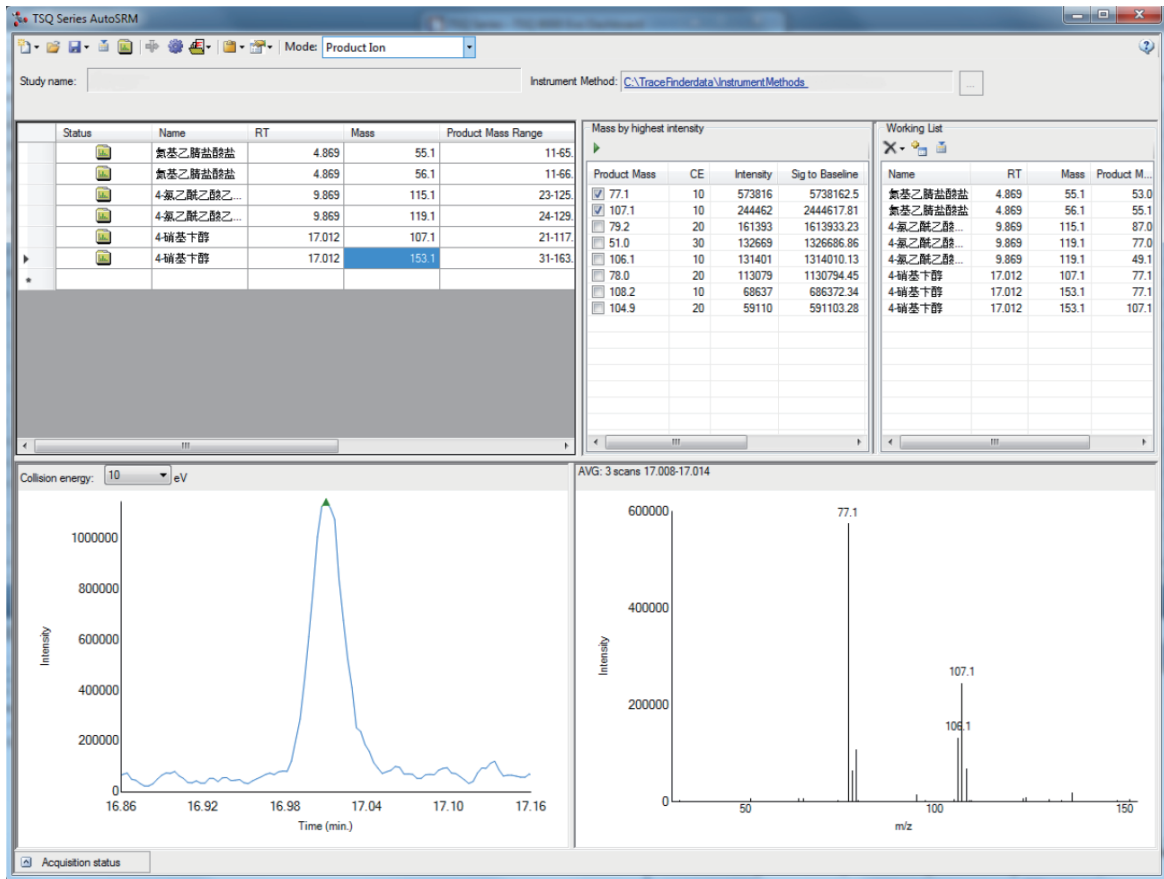 TSQ Series AutoSRM
Mode: Product Ion
Study name:
Instrument Method: C:\TraceFinderdata\InstrumentMethods
...
Status Name RT Mass Product Mass Range
氨基乙腈盐酸盐 4.869 55.1 11-65.
氨基乙腈盐酸盐 4.869 56.1 11-66.
4-氯乙酰乙酸乙... 9.869 115.1 23-125.
4-氯乙酰乙酸乙... 9.869 119.1 24-129.
4-硝基卞醇 17.012 107.1 21-117.
4-硝基卞醇 17.012 153.1 31-163.
*
Mass by highest intensity
Product Mass CE Intensity Sig to Baseline
77.1 10 573816 5738162.5
107.1 10 244462 2444617.81
79.2 20 161393 1613933.23
51.0 30 132669 1326686.86
106.1 10 131401 1314010.13
78.0 20 113079 1130794.45
108.2 10 68637 686372.34
104.9 20 59110 591103.28
Working List
Name RT Mass Product M...
氨基乙腈盐酸盐 4.869 55.1 53.0
氨基乙腈盐酸盐 4.869 56.1 55.1
4-氯乙酰乙酸... 9.869 115.1 87.0
4-氯乙酰乙酸... 9.869 119.1 77.0
4-氯乙酰乙酸... 9.869 119.1 49.1
4-硝基卞醇 17.012 107.1 77.1
4-硝基卞醇 17.012 153.1 77.1
4-硝基卞醇 17.012 153.1 107.1
Collision energy: 10 eV
1000000
800000
600000
400000
200000
0
Intensity
16.86 16.92 16.98 17.04 17.10 17.16
Time (min.)
AVG: 3 scans 17.008-17.014
600000
400000
200000
0
Intensity
77.1
107.1
106.1
50 100 150
m/z
Acquisition status